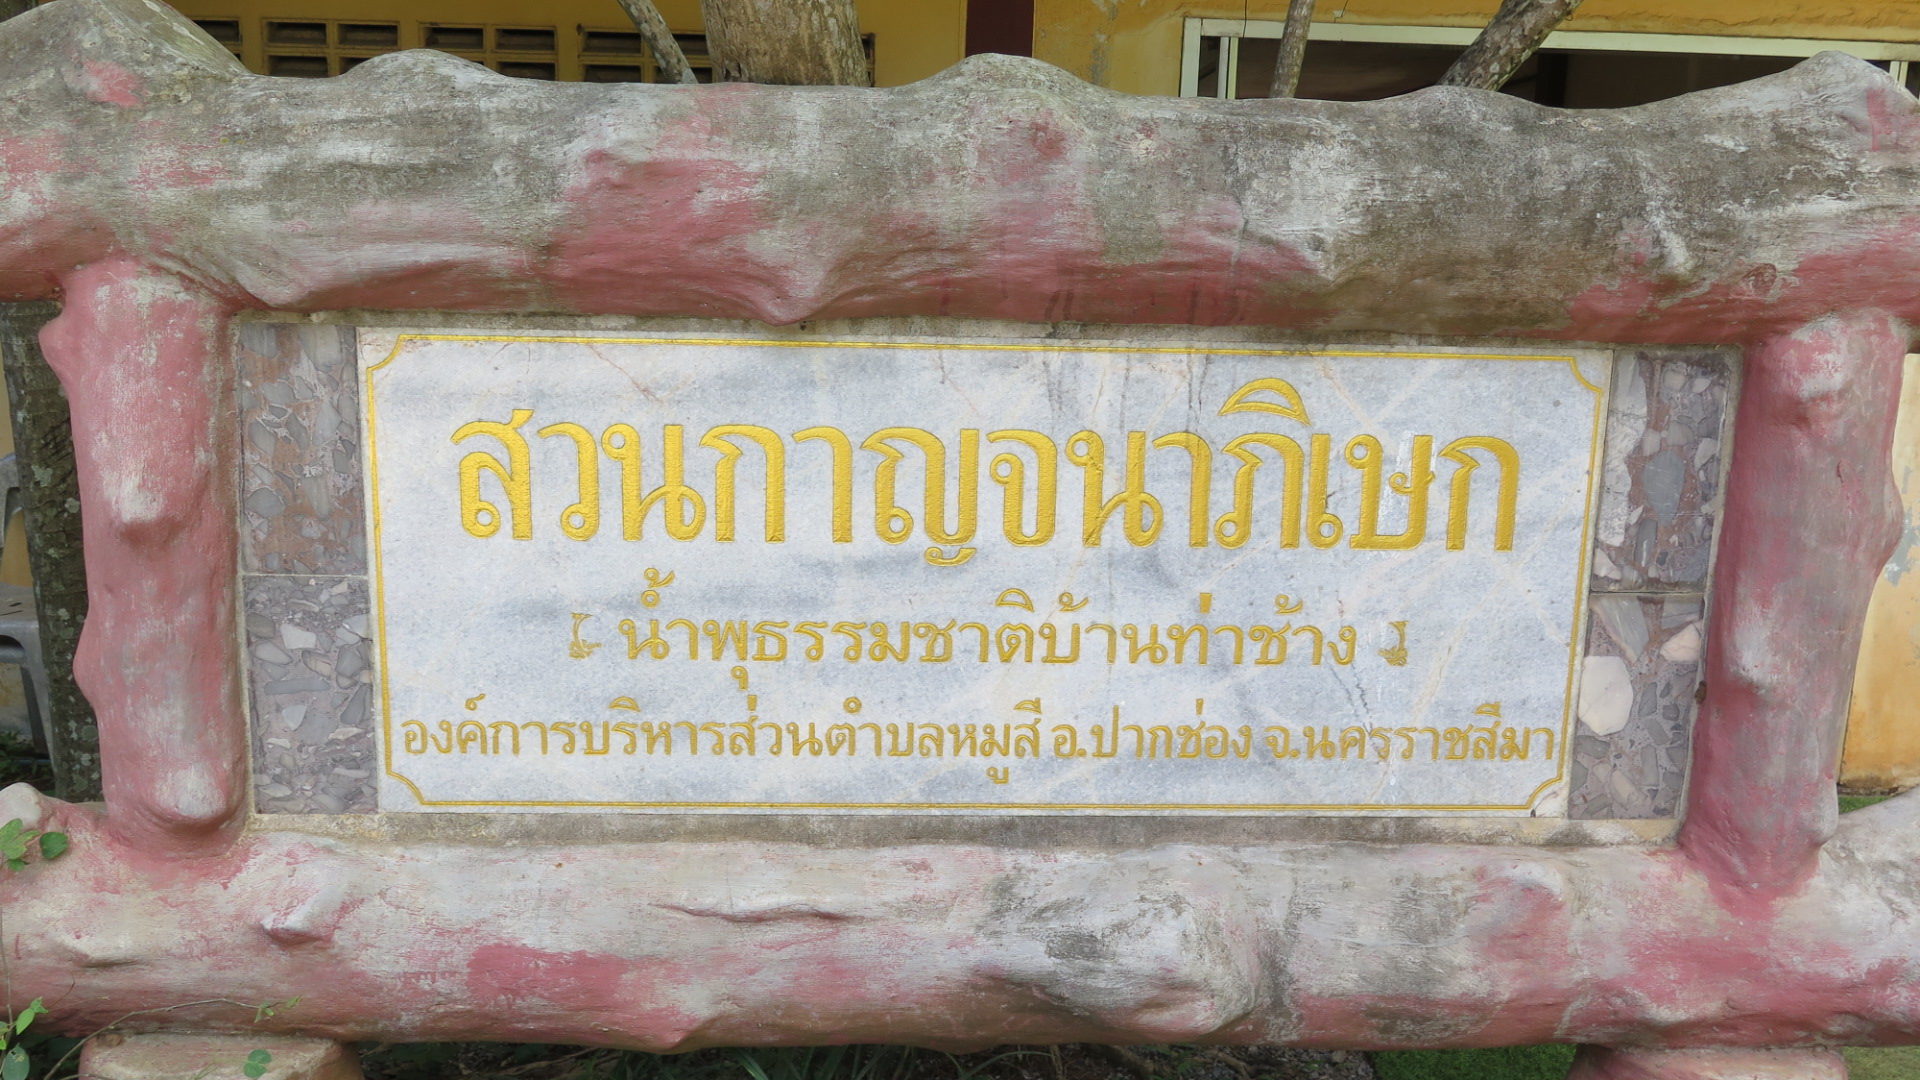 สวนกาญจนาภิเษก
น้ำพุธรรมชาติบ้านท่าช้าง
องค์การบริหารส่วนตำบลหมูสี อ.ปากช่อง จ.นครราชสีมา